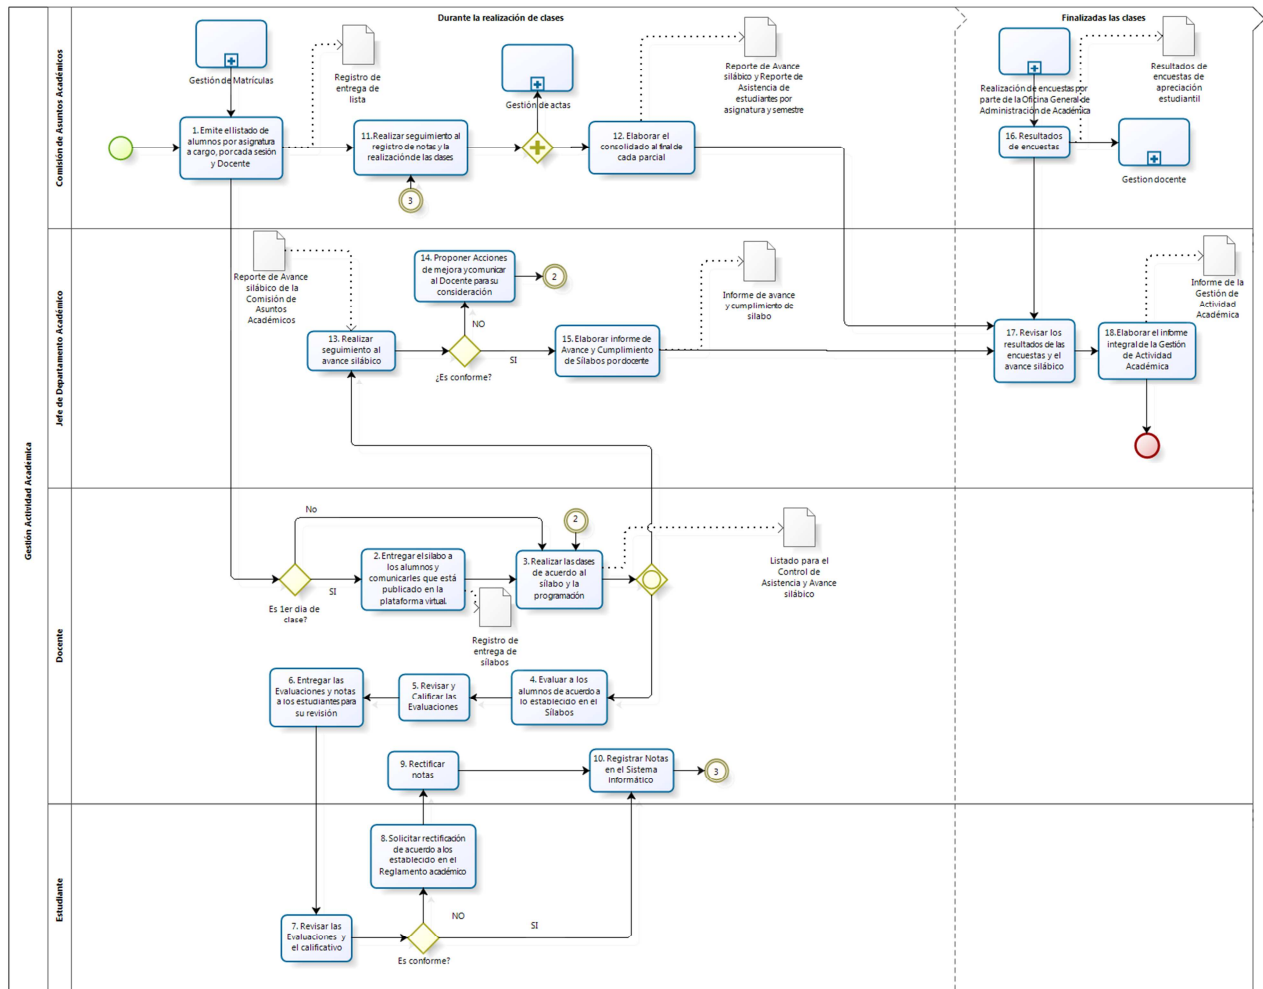 Gestión Actividad Académica
Durante la realización de clases
Finalizadas las clases
Comisión de Asuntos Académicos
Gestión de Matrículas
Registro de
entrega de
lista
1. Emite el listado de
alumnos por asignatura
a cargo, por cada sesión
y Docente
11.Realizar seguimiento al
registro de notas y la
realización de las clases
3
Gestión de actas
12. Elaborar el
consolidado al final de
cada parcial
Reporte de Avance
silábico y Reporte de
Asistencia de
estudiantes por
asignatura y semestre
Realización de encuestas por
parte de la Oficina General de
Administración de Académica
16. Resultados
de encuestas
Resultados de
encuestas de
apreciación
estudiantil
Gestion docente
Jefe de Departamento Académico
Reporte de Avance
silábico de la
Comisión de
Asuntos
Académicos
13. Realizar
seguimiento al
avance silábico
14. Proponer Acciones
de mejora y comunicar
al Docente para su
consideración
2
NO
¿Es conforme?
SI
15. Elaborar informe de
Avance y Cumplimiento
de Sílabos por docente
Informe de avance
y cumplimiento de
silabo
17. Revisar los
resultados de las
encuestas y el
avance silábico
18.Elaborar el informe
integral de la Gestión
de Actividad
Académica
Informe de la
Gestión de
Actividad
Académica
Docente
No
Es 1er dia de
clase?
SI
2. Entregar el silabo a
los alumnos y
comunicarles que está
publicado en la
plataforma virtual.
Registro de
entrega de
sílabos
2
3. Realizar las clases
de acuerdo al
sílabo y la
programación
Listado para el
Control de
Asistencia y Avance
silábico
6. Entregar las
Evaluaciones y notas
a los estudiantes para
su revisión
5. Revisar y
Calificar las
Evaluaciones
4. Evaluar a los
alumnos de acuerdo a
lo establecido en el
Sílabos
9. Rectificar
notas
10. Registrar Notas
en el Sistema
informático
3
Estudiante
8. Solicitar rectificación
de acuerdo a los
establecido en el
Reglamento académico
7. Revisar las
Evaluaciones y
el calificativo
NO
SI
Es conforme?